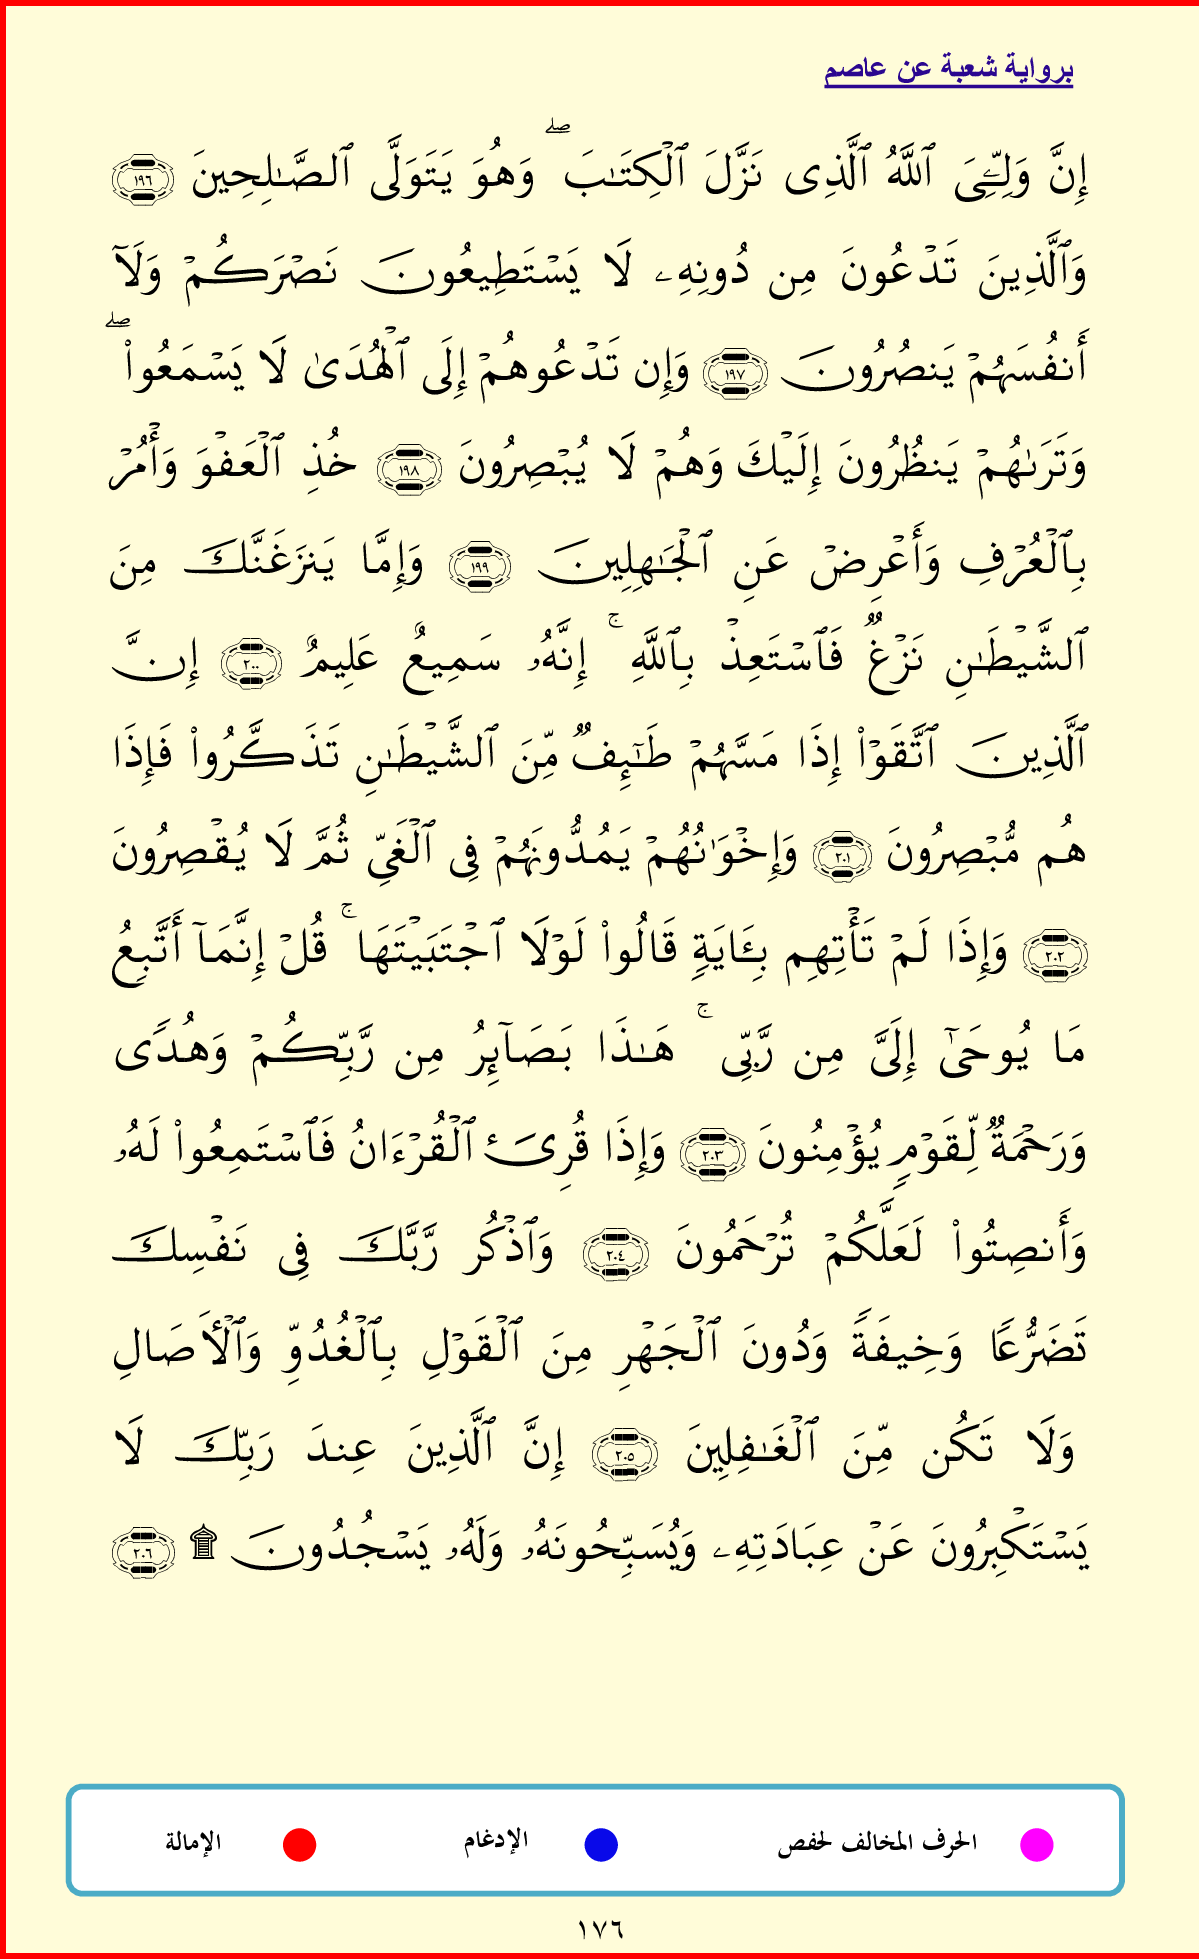 برواية شعبة عن عاصم
إِنَّ وَلِـِّۧىَ ٱللَّهُ ٱلَّذِى نَزَّلَ ٱلْكِتَـٰبَ ۖ وَهُوَ يَتَوَلَّى ٱلصَّـٰلِحِينَ ١٩٦
وَٱلَّذِينَ تَدْعُونَ مِن دُونِهِۦ لَا يَسْتَطِيعُونَ نَصْرَكُمْ وَلَآ
أَنفُسَهُمْ يَنصُرُونَ ١٩٧ وَإِن تَدْعُوهُمْ إِلَى ٱلْهُدَىٰ لَا يَسْمَعُوا۟ ۖ
وَتَرَىٰهُمْ يَنظُرُونَ إِلَيْكَ وَهُمْ لَا يُبْصِرُونَ ١٩٨ خُذِ ٱلْعَفْوَ وَأْمُرْ
بِٱلْعُرْفِ وَأَعْرِضْ عَنِ ٱلْجَـٰهِلِينَ ١٩٩ وَإِمَّا يَنزَغَنَّكَ مِنَ
ٱلشَّيْطَـٰنِ نَزْغٌ فَٱسْتَعِذْ بِٱللَّهِ ۚ إِنَّهُۥ سَمِيعٌ عَلِيمٌ ٢٠٠ إِنَّ
ٱلَّذِينَ ٱتَّقَوْا۟ إِذَا مَسَّهُمْ طَـٰٓئِفٌ مِّنَ ٱلشَّيْطَـٰنِ تَذَكَّرُوا۟ فَإِذَا
هُم مُّبْصِرُونَ ٢٠١ وَإِخْوَٰنُهُمْ يَمُدُّونَهُمْ فِى ٱلْغَىِّ ثُمَّ لَا يُقْصِرُونَ
٢٠٢ وَإِذَا لَمْ تَأْتِهِم بِـَٔايَةٍ قَالُوا۟ لَوْلَا ٱجْتَبَيْتَهَا ۚ قُلْ إِنَّمَآ أَتَّبِعُ
مَا يُوحَىٰٓ إِلَىَّ مِن رَّبِّى ۚ هَـٰذَا بَصَآئِرُ مِن رَّبِّكُمْ وَهُدًى
وَرَحْمَةٌ لِّقَوْمٍ يُؤْمِنُونَ ٢٠٣ وَإِذَا قُرِئَ ٱلْقُرْءَانُ فَٱسْتَمِعُوا۟ لَهُۥ
وَأَنصِتُوا۟ لَعَلَّكُمْ تُرْحَمُونَ ٢٠٤ وَٱذْكُر رَّبَّكَ فِى نَفْسِكَ
تَضَرُّعًا وَخِيفَةً وَدُونَ ٱلْجَهْرِ مِنَ ٱلْقَوْلِ بِٱلْغُدُوِّ وَٱلْـَٔاصَالِ
وَلَا تَكُن مِّنَ ٱلْغَـٰفِلِينَ ٢٠٥ إِنَّ ٱلَّذِينَ عِندَ رَبِّكَ لَا
يَسْتَكْبِرُونَ عَنْ عِبَادَتِهِۦ وَيُسَبِّحُونَهُۥ وَلَهُۥ يَسْجُدُونَ ۩ ٢٠٦
الحرف المخالف لحفص الإدغام الإمالة
١٧٦